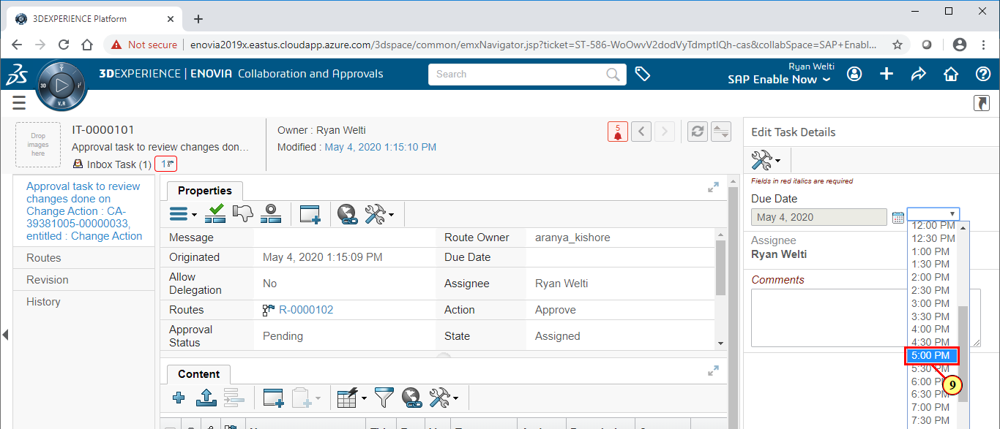 3DEXPERIENCE Platform
Not secure
enovia2019x.eastus.cloudapp.azure.com/3dspace/common/emxNavigator.jsp?ticket=ST-586-WoOwvV2dodVyTdmptIQh-cas&collabSpace=SAP+Enabl...
3DEXPERIENCE | ENOVIA Collaboration and Approvals
Search
Ryan Welti
SAP Enable Now
3D
V.R
Drop images here
IT-0000101
Approval task to review changes don...
Inbox Task (1)
1
Owner : Ryan Welti
Modified : May 4, 2020 1:15:10 PM
5
Approval task to review
changes done on
Change Action : CA-
39381005-00000033,
entitled : Change Action
Routes
Revision
History
Properties
Message
Route Owner aranya_kishore
Originated May 4, 2020 1:15:09 PM
Due Date
Allow Delegation No
Assignee Ryan Welti
Routes R-0000102
Action Approve
Approval Status Pending
State Assigned
Content
Edit Task Details
Fields in red italics are required
Due Date
May 4, 2020
Assignee
Ryan Welti
Comments
12:00 PM
12:30 PM
1:00 PM
1:30 PM
2:00 PM
2:30 PM
3:00 PM
3:30 PM
4:00 PM
4:30 PM
5:00 PM
5:30 PM
6:00 PM
9
6:30 PM
7:00 PM
7:30 PM